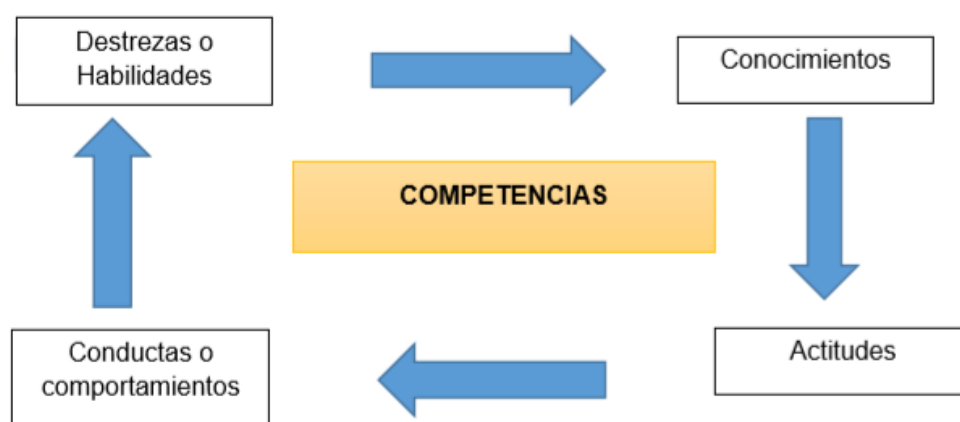 Destrezas o
Habilidades
Conocimientos
COMPETENCIAS
Conductas o
comportamientos
Actitudes